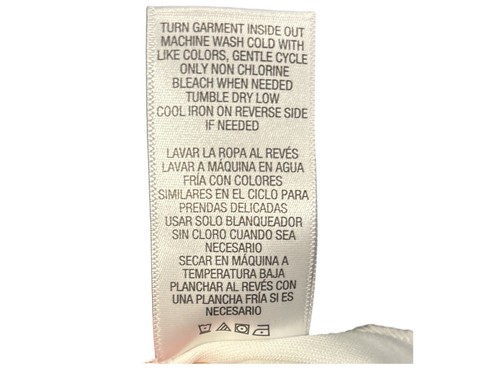 TURN GARMENT INSIDE OUT
MACHINE WASH COLD WITH
LIKE COLORS, GENTLE CYCLE
ONLY NON CHLORINE
BLEACH WHEN NEEDED
TUMBLE DRY LOW
COOL IRON ON REVERSE SIDE
IF NEEDED
LAVAR LA ROPA AL REVÉS
LAVAR A MÁQUINA EN AGUA
FRÍA CON COLORES
SIMILARES EN EL CICLO PARA
PRENDAS DELICADAS
USAR SOLO BLANQUEADOR
SIN CLORO CUANDO SEA
NECESARIO
SECAR EN MÁQUINA A
TEMPERATURA BAJA
PLANCHAR AL REVÉS CON
UNA PLANCHA FRÍA SI ES
NECESARIO